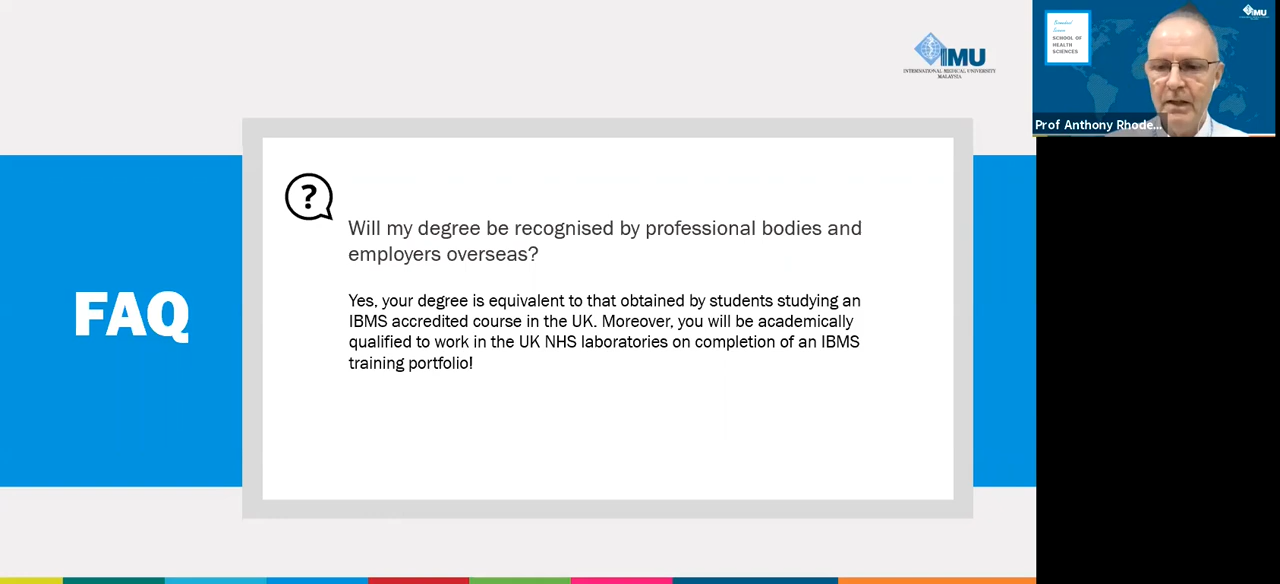 IMU
INTERNATIONAL MEDICAL UNIVERSITY
MALAYSIA
Biomedical
Science
SCHOOL OF
HEALTH
SCIENCES
IMU
Prof Anthony Rhode...
?
Will my degree be recognised by professional bodies and
employers overseas?
FAQ
Yes, your degree is equivalent to that obtained by students studying an
IBMS accredited course in the UK. Moreover, you will be academically
qualified to work in the UK NHS laboratories on completion of an IBMS
training portfolio!